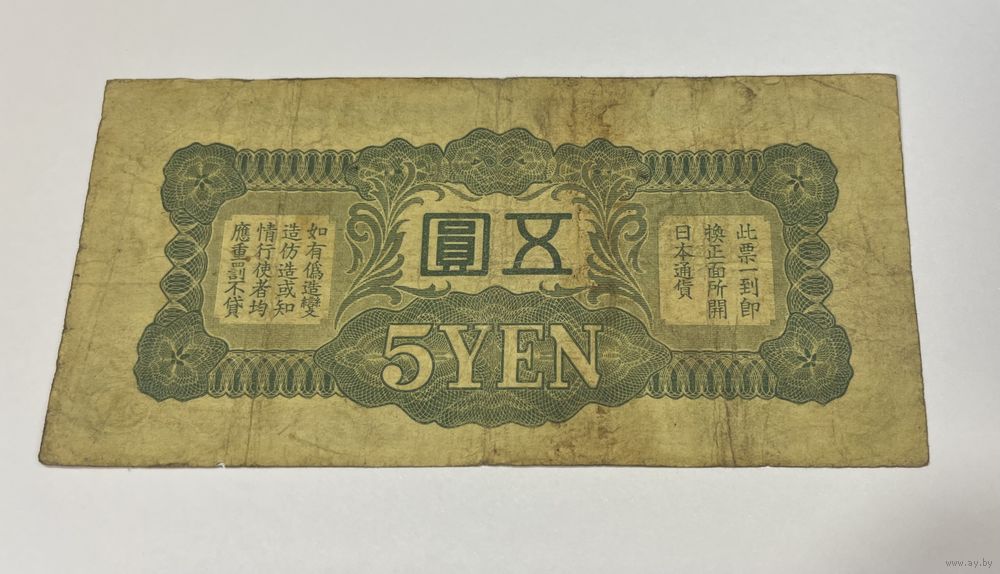 圓五
此票一到即
換正面所開
日本通貨
如有僞造變
造仿造或知
情行使者均
應重罰不貸
5YEN
www.ay.by